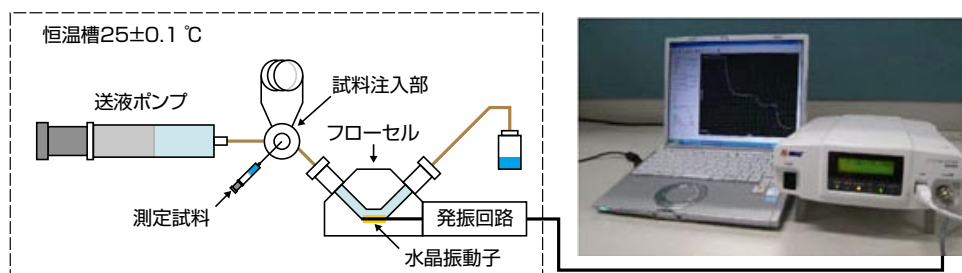 恒温槽25±0.1 ℃
送液ポンプ
試料注入部
フローセル
測定試料
発振回路
水晶振動子